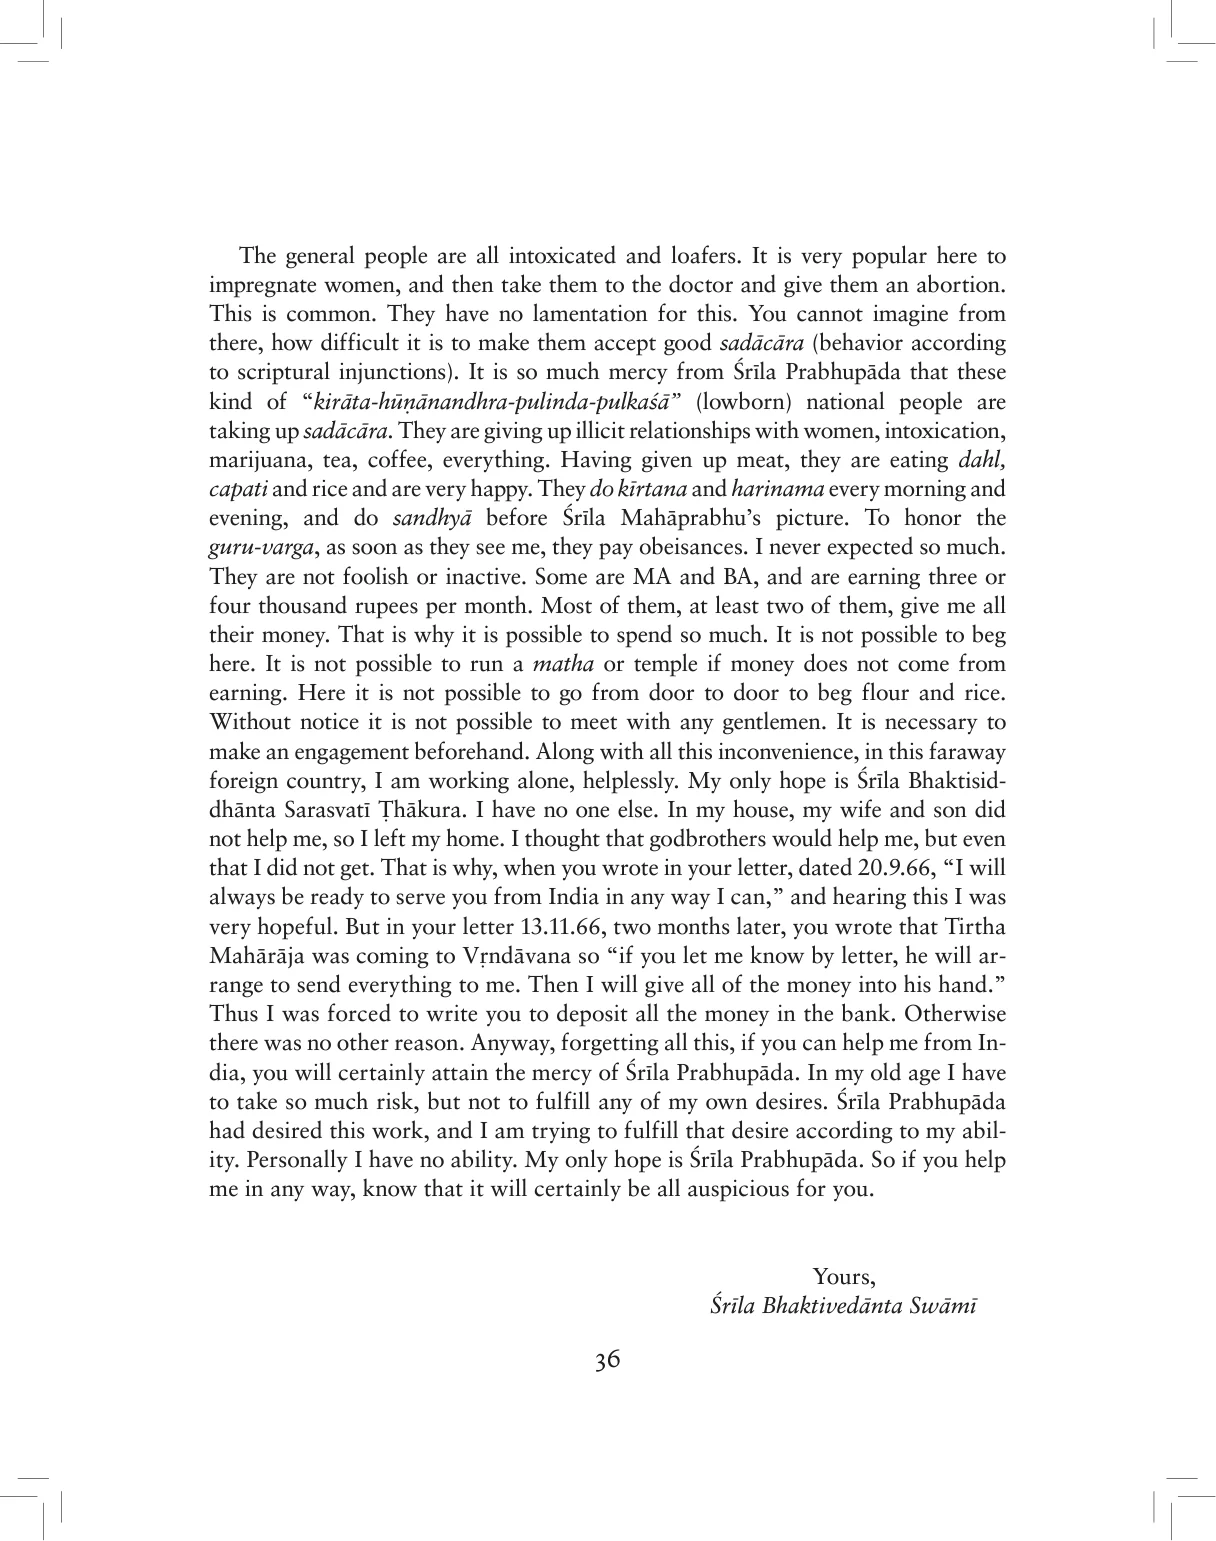 The general people are all intoxicated and loafers. It is very popular here to
impregnate women, and then take them to the doctor and give them an abortion.
This is common. They have no lamentation for this. You cannot imagine from
there, how difficult it is to make them accept good sadācāra (behavior according
to scriptural injunctions). It is so much mercy from Śrīla Prabhupāda that these
kind of “kirāta-hūṇānandhra-pulinda-pulkaśā” (lowborn) national people are
taking up sadācāra. They are giving up illicit relationships with women, intoxication,
marijuana, tea, coffee, everything. Having given up meat, they are eating dahl,
capati and rice and are very happy. They do kīrtana and harinama every morning and
evening, and do sandhyā before Śrīla Mahāprabhu’s picture. To honor the
guru-varga, as soon as they see me, they pay obeisances. I never expected so much.
They are not foolish or inactive. Some are MA and BA, and are earning three or
four thousand rupees per month. Most of them, at least two of them, give me all
their money. That is why it is possible to spend so much. It is not possible to beg
here. It is not possible to run a matha or temple if money does not come from
earning. Here it is not possible to go from door to door to beg flour and rice.
Without notice it is not possible to meet with any gentlemen. It is necessary to
make an engagement beforehand. Along with all this inconvenience, in this faraway
foreign country, I am working alone, helplessly. My only hope is Śrīla Bhaktisid-
dhānta Sarasvatī Ṭhākura. I have no one else. In my house, my wife and son did
not help me, so I left my home. I thought that godbrothers would help me, but even
that I did not get. That is why, when you wrote in your letter, dated 20.9.66, “I will
always be ready to serve you from India in any way I can,” and hearing this I was
very hopeful. But in your letter 13.11.66, two months later, you wrote that Tirtha
Mahārāja was coming to Vṛndāvana so “if you let me know by letter, he will ar-
range to send everything to me. Then I will give all of the money into his hand.”
Thus I was forced to write you to deposit all the money in the bank. Otherwise
there was no other reason. Anyway, forgetting all this, if you can help me from In-
dia, you will certainly attain the mercy of Śrīla Prabhupāda. In my old age I have
to take so much risk, but not to fulfill any of my own desires. Śrīla Prabhupāda
had desired this work, and I am trying to fulfill that desire according to my abil-
ity. Personally I have no ability. My only hope is Śrīla Prabhupāda. So if you help
me in any way, know that it will certainly be all auspicious for you.
Yours,
Śrīla Bhaktivedānta Swāmī
36